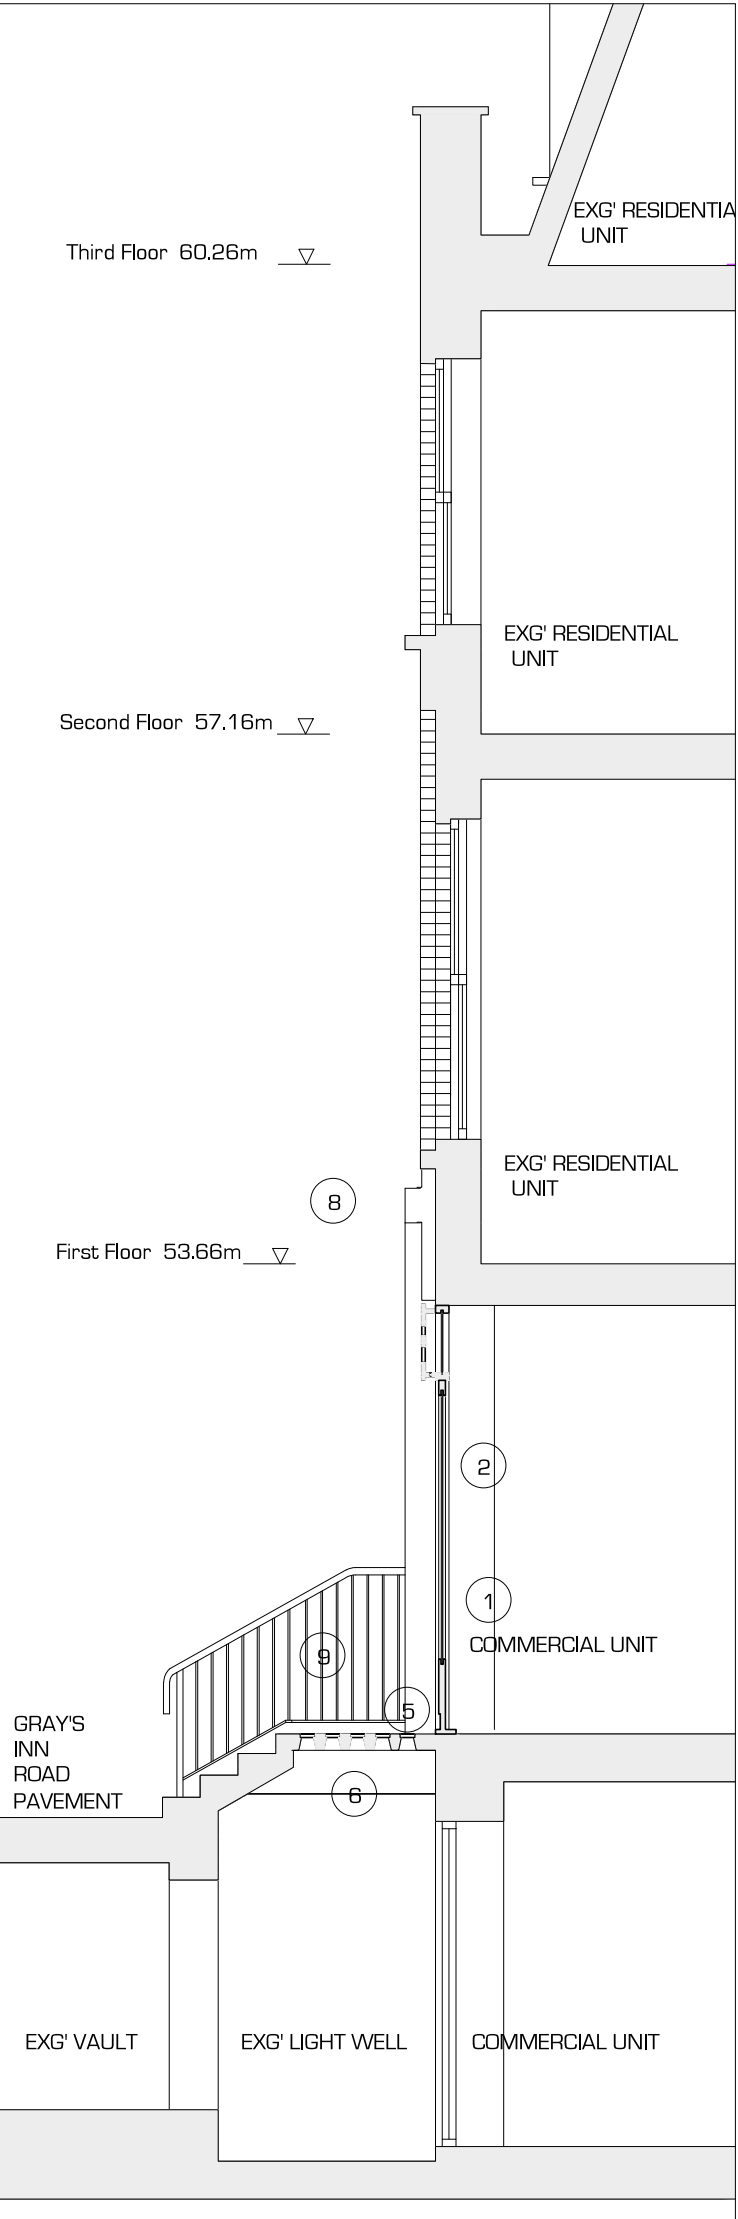 EXG' RESIDENTIA
UNIT
Third Floor 60.26m
EXG' RESIDENTIAL
UNIT
Second Floor 57.16m
EXG' RESIDENTIAL
UNIT
8
First Floor 53.66m
2
1
COMMERCIAL UNIT
9
5
GRAY'S
INN
ROAD
PAVEMENT
6
EXG' VAULT
EXG' LIGHT WELL
COMMERCIAL UNIT